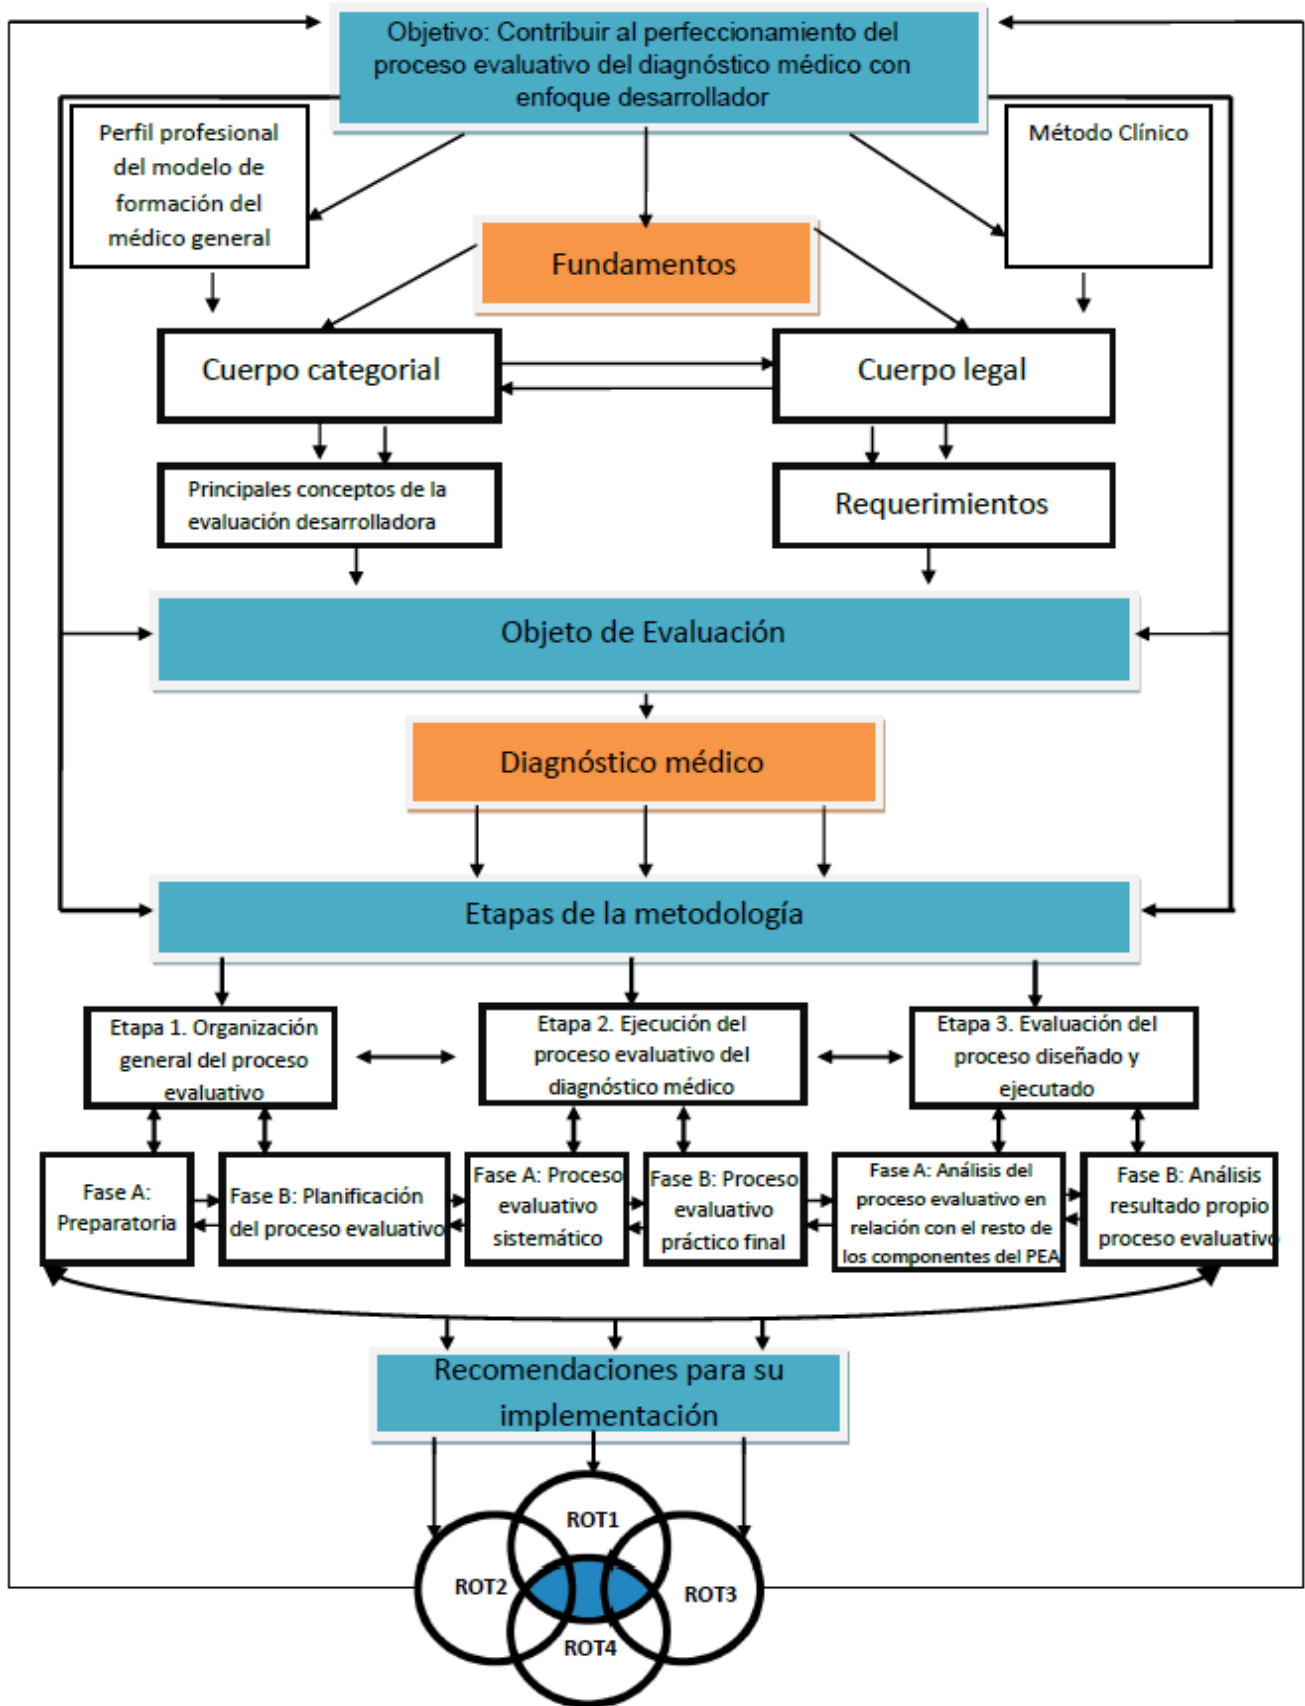 Objetivo: Contribuir al perfeccionamiento del
proceso evaluativo del diagnóstico médico con
enfoque desarrollador
Perfil profesional
del modelo de
formación del
médico general
Método Clínico
Fundamentos
Cuerpo categorial
Cuerpo legal
Principales conceptos de la
evaluación desarrolladora
Requerimientos
Objeto de Evaluación
Diagnóstico médico
Etapas de la metodología
Etapa 1. Organización
general del proceso
evaluativo
Etapa 2. Ejecución del
proceso evaluativo del
diagnóstico médico
Etapa 3. Evaluación del
proceso diseñado y
ejecutado
Fase A:
Preparatoria
Fase B: Planificación
del proceso evaluativo
Fase A: Proceso
evaluativo
sistemático
Fase B: Proceso
evaluativo
práctico final
Fase A: Análisis del
proceso evaluativo en
relación con el resto de
los componentes del PEA
Fase B: Análisis
resultado propio
proceso evaluativo
Recomendaciones para su
implementación
ROT1
ROT2
ROT3
ROT4